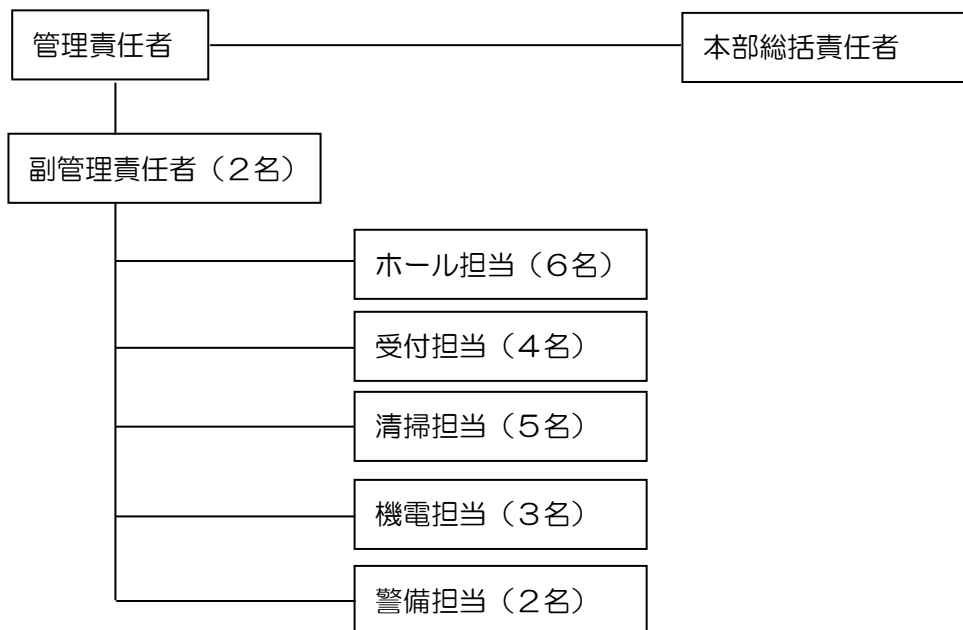 管理責任者
本部総括責任者
副管理責任者（２名）
ホール担当（６名）
受付担当（４名）
清掃担当（５名）
機電担当（３名）
警備担当（２名）